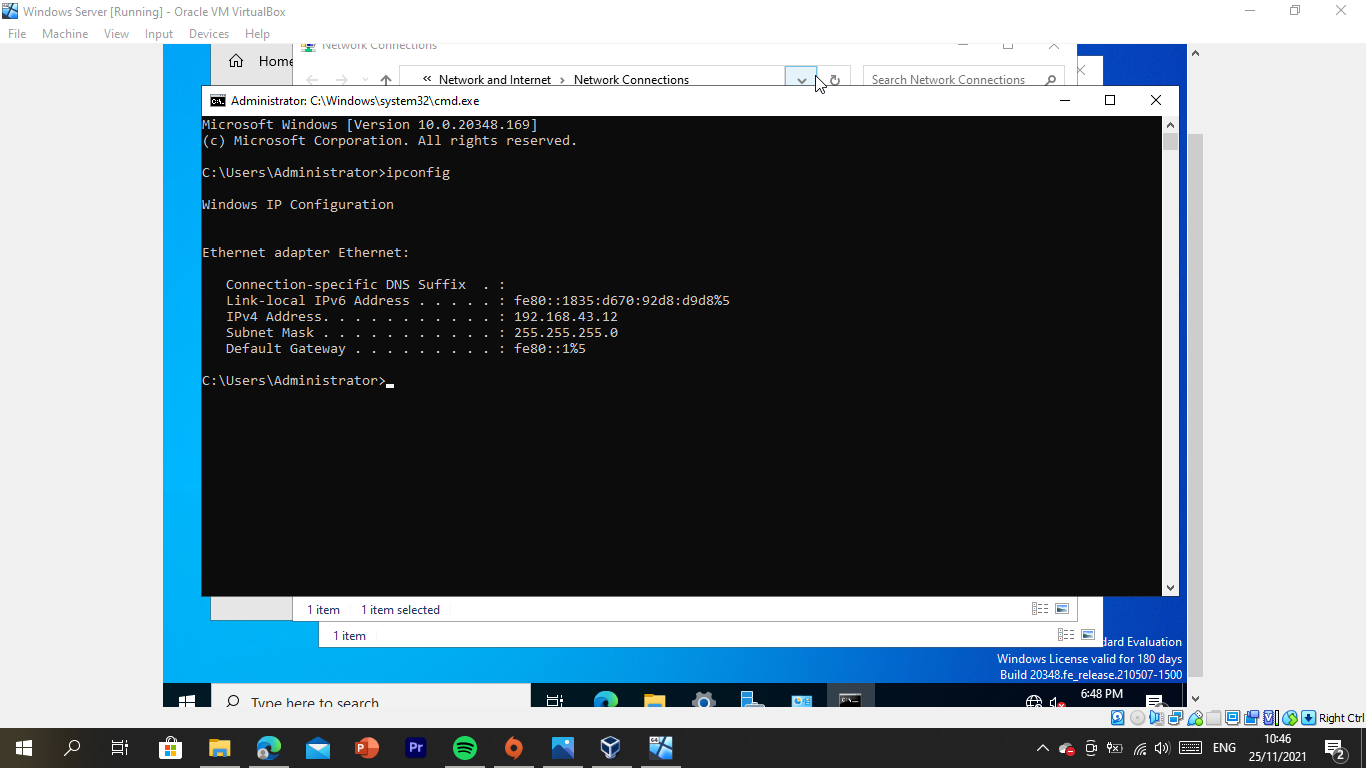 Windows Server [Running] - Oracle VM VirtualBox
File Machine View Input Devices Help
Home
Network Connections
« Network and Internet › Network Connections
Search Network Connections
Administrator: C:\Windows\system32\cmd.exe
Microsoft Windows [Version 10.0.20348.169]
(c) Microsoft Corporation. All rights reserved.
C:\Users\Administrator>ipconfig
Windows IP Configuration
Ethernet adapter Ethernet:
Connection-specific DNS Suffix . :
Link-local IPv6 Address . . . . . : fe80::1835:d670:92d8:d9d8%5
IPv4 Address. . . . . . . . . . . : 192.168.43.12
Subnet Mask . . . . . . . . . . . : 255.255.255.0
Default Gateway . . . . . . . . . : fe80::1%5
C:\Users\Administrator>
1 item 1 item selected
1 item
dard Evaluation
Windows License valid for 180 days
Build 20348.fe_release.210507-1500
Type here to search
6:48 PM
Right Ctrl
Pr
ENG
10:46
25/11/2021
2